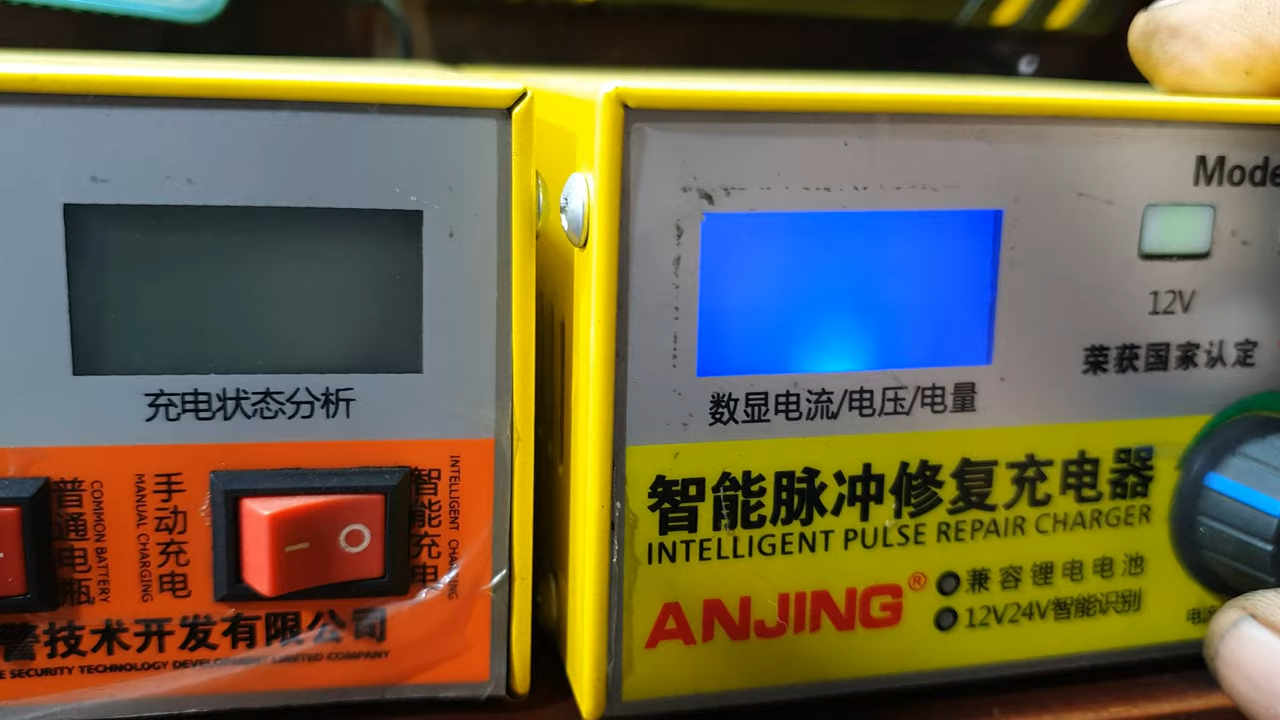 充电状态分析
普通电瓶
COMMON BATTERY
手动充电
MANUAL CHARGING
智能充电
INTELLIGENT CHARGING
警技术开发有限公司
SECURITY TECHNOLOGY DEVELOPMENT LIMITED COMPANY
Mode
12V
荣获国家认定
数显电流/电压/电量
智能脉冲修复充电器
INTELLIGENT PULSE REPAIR CHARGER
ANJING®
兼容锂电电池
12V24V智能识别
电流